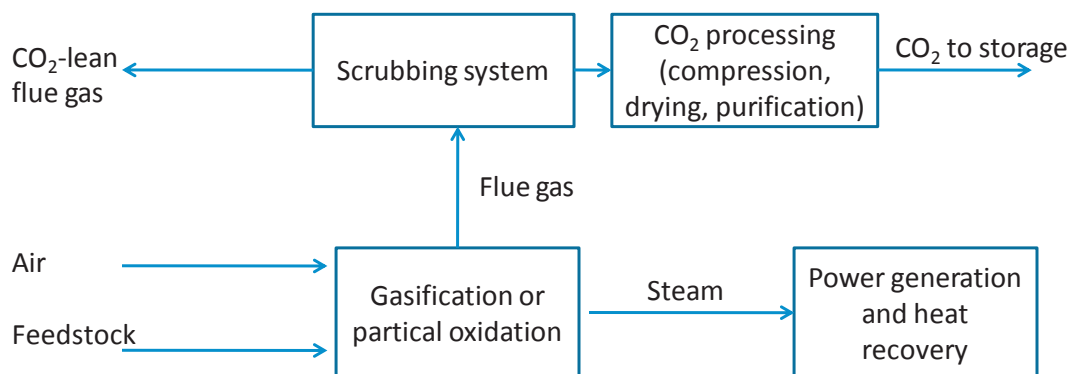 CO₂-lean
flue gas
Scrubbing system
CO₂ processing
(compression,
drying, purification)
CO₂ to storage
Flue gas
Air
Feedstock
Gasification or
partical oxidation
Steam
Power generation
and heat
recovery